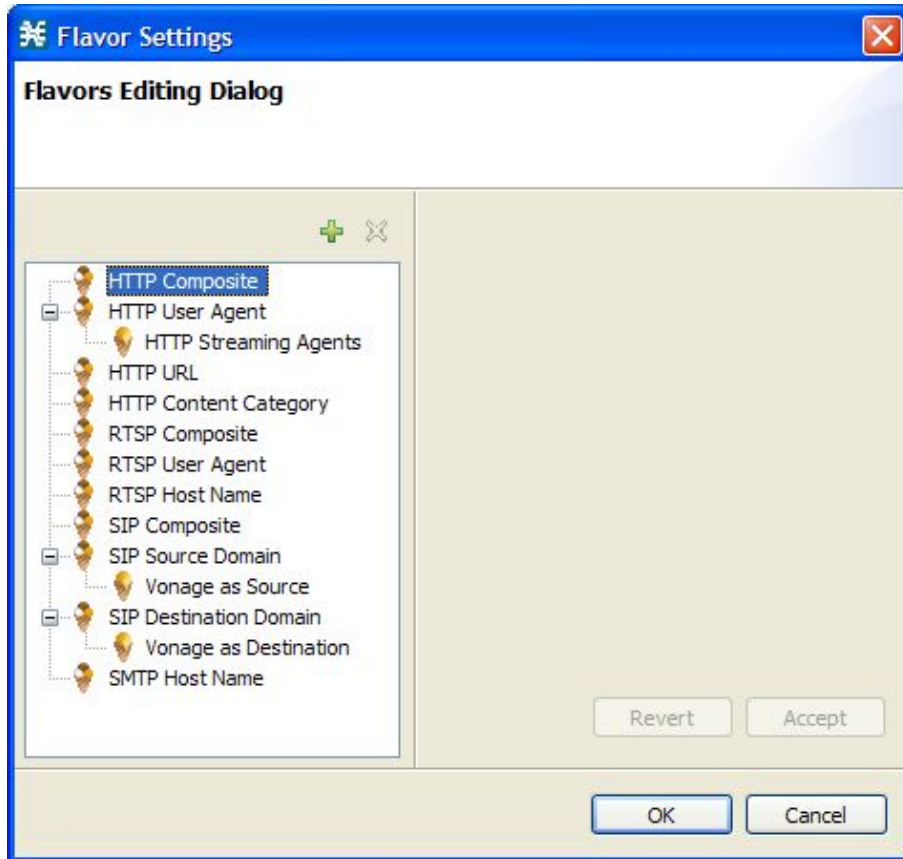 Flavor Settings
Flavors Editing Dialog
HTTP Composite
HTTP User Agent
HTTP Streaming Agents
HTTP URL
HTTP Content Category
RTSP Composite
RTSP User Agent
RTSP Host Name
SIP Composite
SIP Source Domain
Vonage as Source
SIP Destination Domain
Vonage as Destination
SMTP Host Name
Revert Accept
OK Cancel